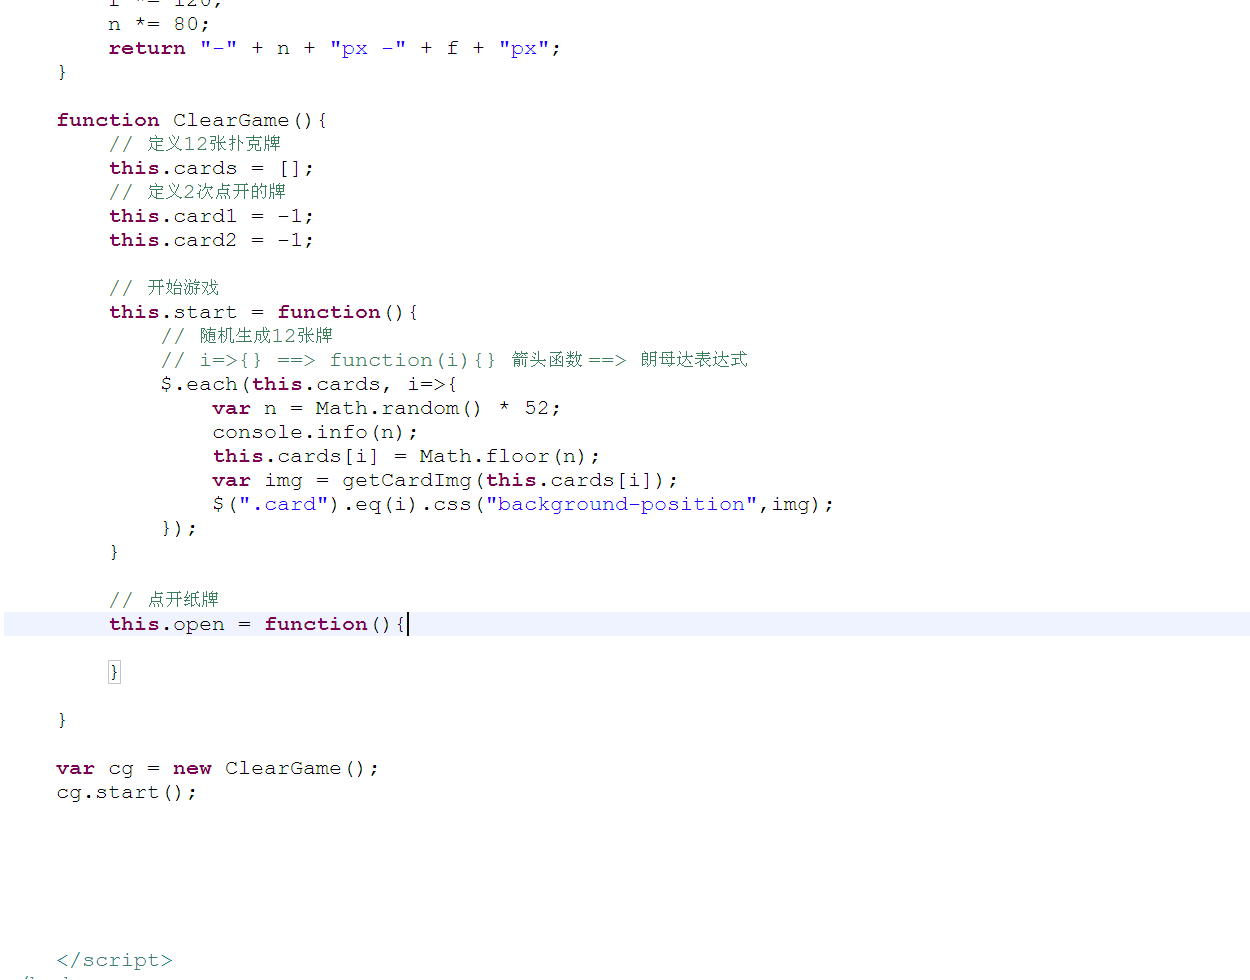 n *= 80;
return "-" + n + "px -" + f + "px";
}
function ClearGame(){
// 定义12张扑克牌
this.cards = [];
// 定义2次点开的牌
this.card1 = -1;
this.card2 = -1;
// 开始游戏
this.start = function(){
// 随机生成12张牌
// i=>{} ==> function(i){} 箭头函数 ==> 朗母达表达式
$.each(this.cards, i=>{
var n = Math.random() * 52;
console.info(n);
this.cards[i] = Math.floor(n);
var img = getCardImg(this.cards[i]);
$(".card").eq(i).css("background-position",img);
});
}
// 点开纸牌
this.open = function(){
}
}
var cg = new ClearGame();
cg.start();
</script>